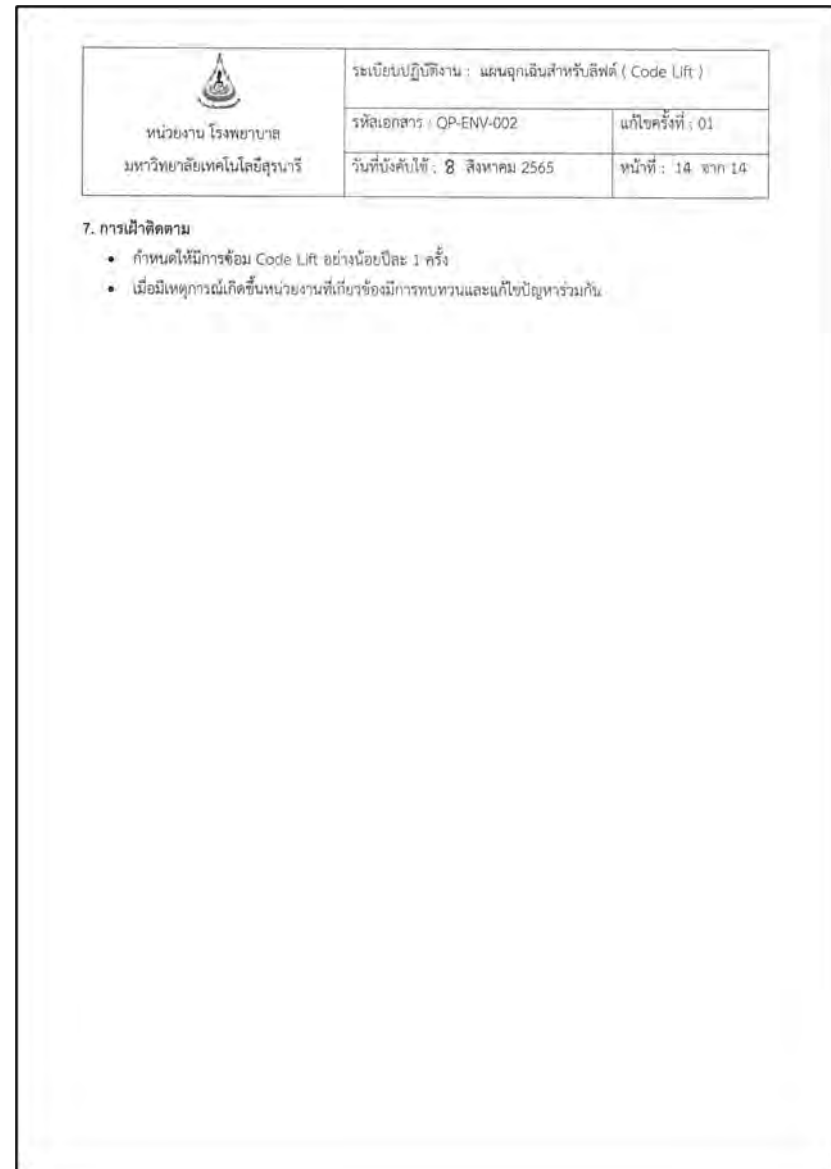 ระเบียบปฏิบัติงาน : แผนฉุกเฉินสำหรับลิฟต์ ( Code Lift )
หน่วยงาน โรงพยาบาล
มหาวิทยาลัยเทคโนโลยีสุรนารี
รหัสเอกสาร : QP-ENV-002
แก้ไขครั้งที่ : 01
วันที่บังคับใช้ : 8 สิงหาคม 2565
หน้าที่ : 14 จาก 14
7. การเฝ้าติดตาม
• กำหนดให้มีการซ้อม Code Lift อย่างน้อยปีละ 1 ครั้ง
• เมื่อมีเหตุการณ์เกิดขึ้นหน่วยงานที่เกี่ยวข้องมีการทบทวนและแก้ไขปัญหาร่วมกัน